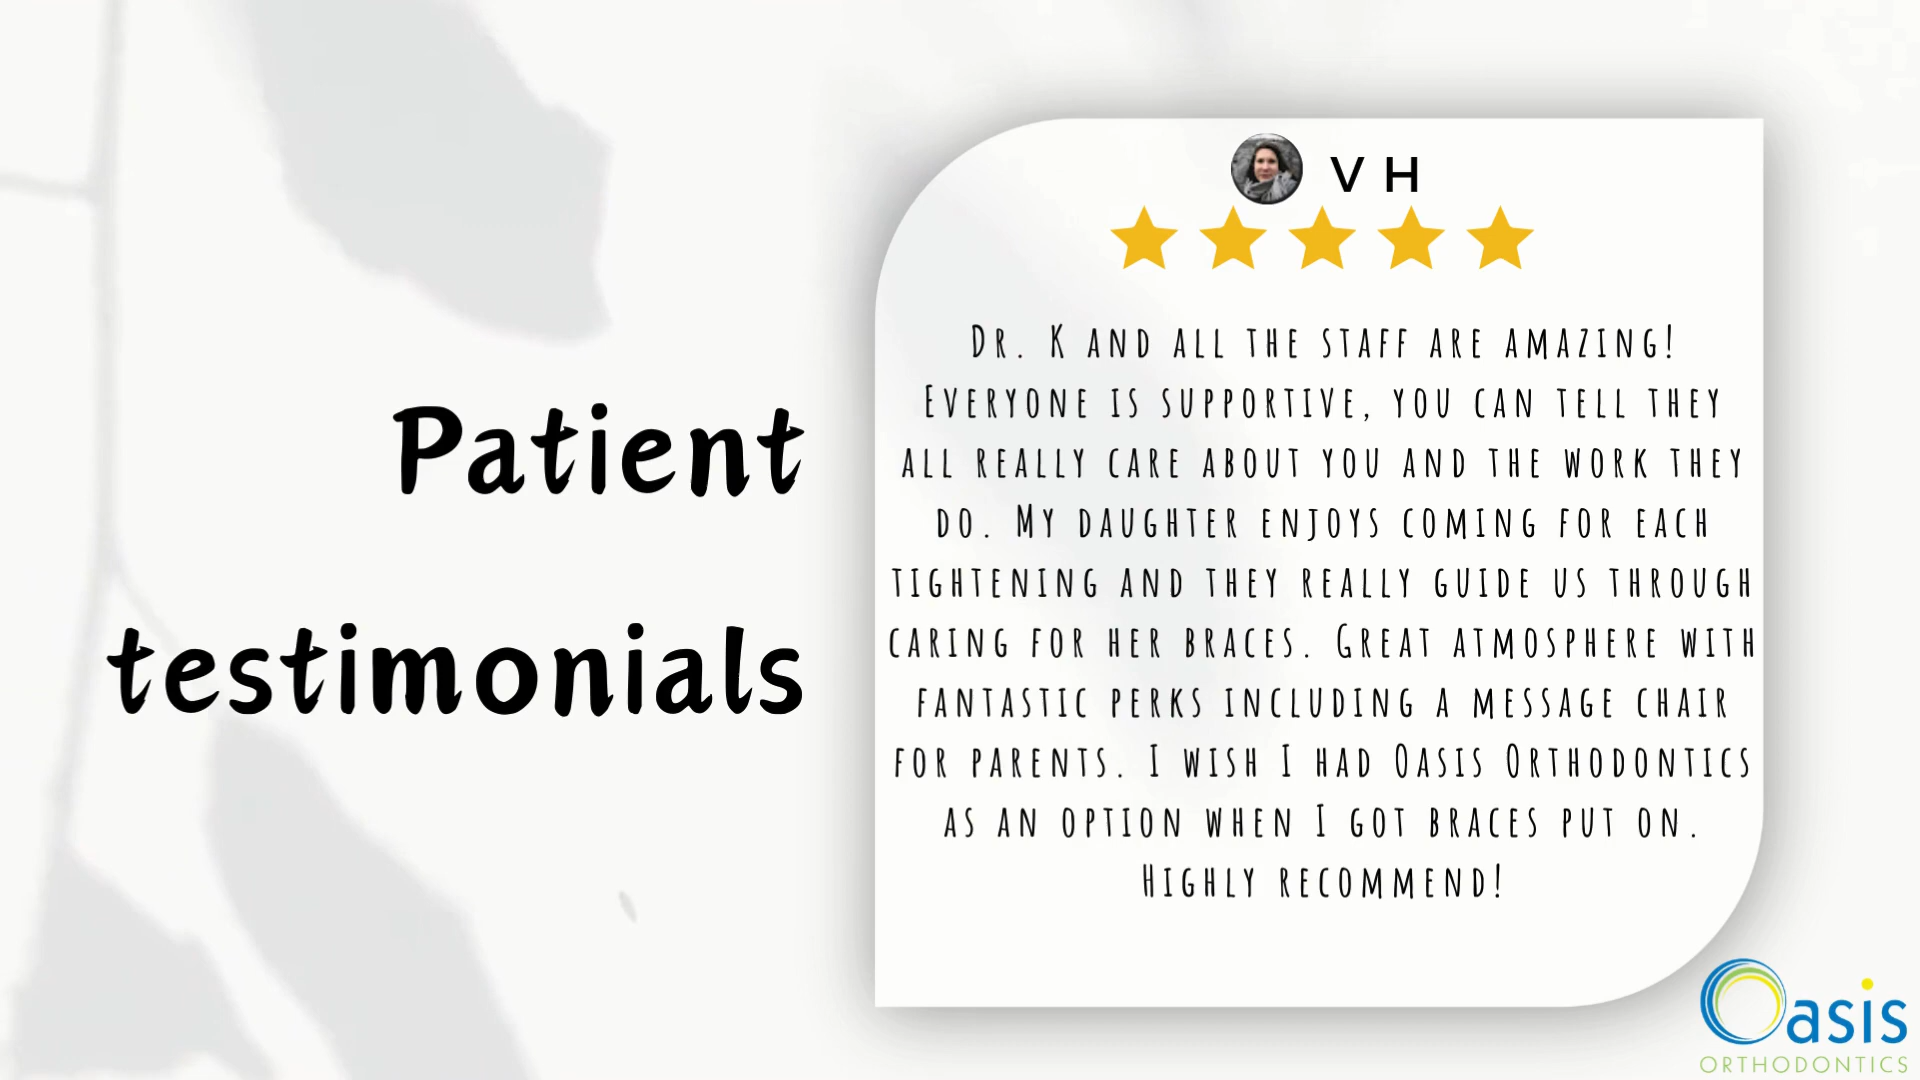 Patient
testimonials
V H
Dr. K and all the staff are amazing!
Everyone is supportive, you can tell they
all really care about you and the work they
do. My daughter enjoys coming for each
tightening and they really guide us through
caring for her braces. Great atmosphere with
fantastic perks including a message chair
for parents. I wish I had Oasis Orthodontics
as an option when I got braces put on.
Highly recommend!
Oasis
ORTHODONTICS